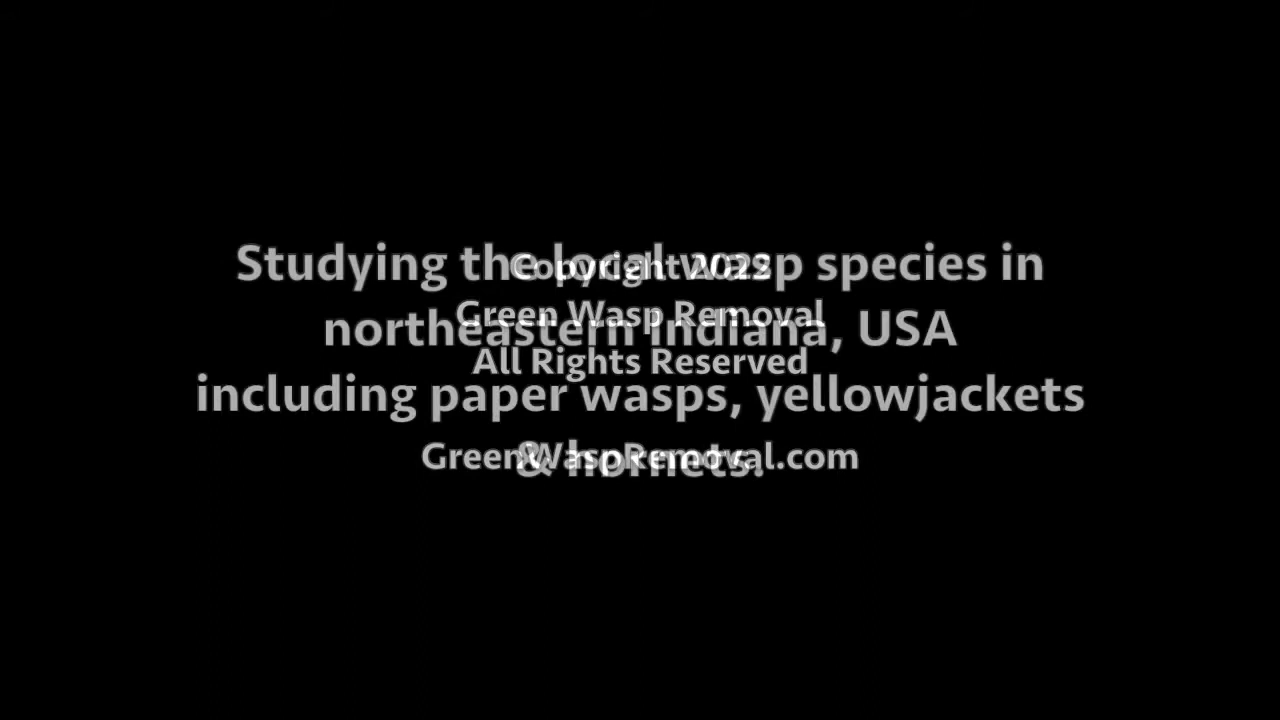 Studying the local wasp species in
northeastern Indiana, USA
including paper wasps, yellowjackets
& hornets.
Copyright 2022
Green Wasp Removal
All Rights Reserved
GreenWaspRemoval.com